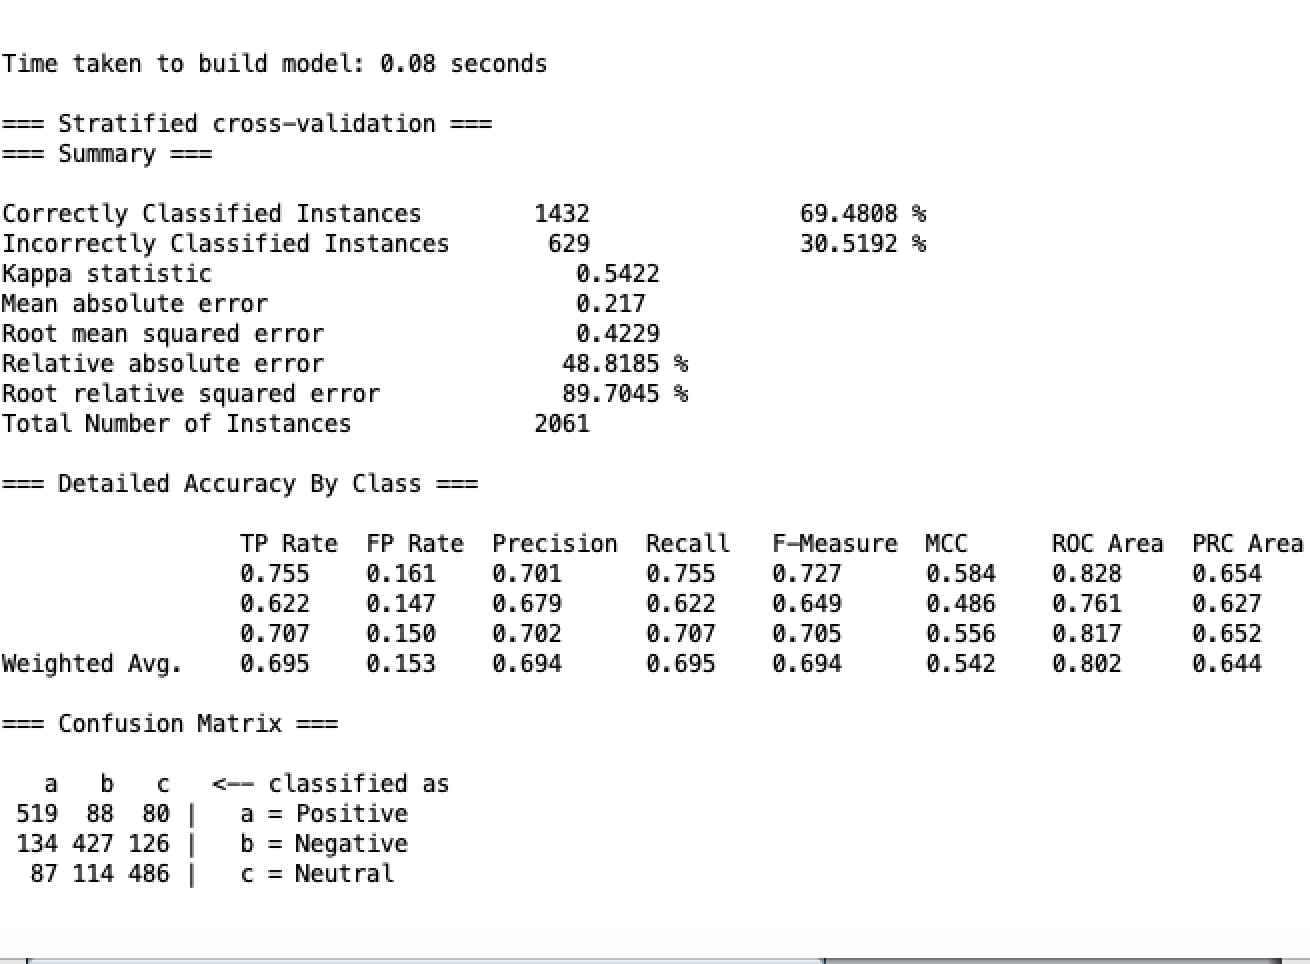 Time taken to build model: 0.08 seconds
=== Stratified cross-validation ===
=== Summary ===
Correctly Classified Instances 1432 69.4808 %
Incorrectly Classified Instances 629 30.5192 %
Kappa statistic 0.5422
Mean absolute error 0.217
Root mean squared error 0.4229
Relative absolute error 48.8185 %
Root relative squared error 89.7045 %
Total Number of Instances 2061
=== Detailed Accuracy By Class ===
TP Rate FP Rate Precision Recall F-Measure MCC ROC Area PRC Area
0.755 0.161 0.701 0.755 0.727 0.584 0.828 0.654
0.622 0.147 0.679 0.622 0.649 0.486 0.761 0.627
0.707 0.150 0.702 0.707 0.705 0.556 0.817 0.652
Weighted Avg. 0.695 0.153 0.694 0.695 0.694 0.542 0.802 0.644
=== Confusion Matrix ===
a b c <-- classified as
519 88 80 | a = Positive
134 427 126 | b = Negative
87 114 486 | c = Neutral